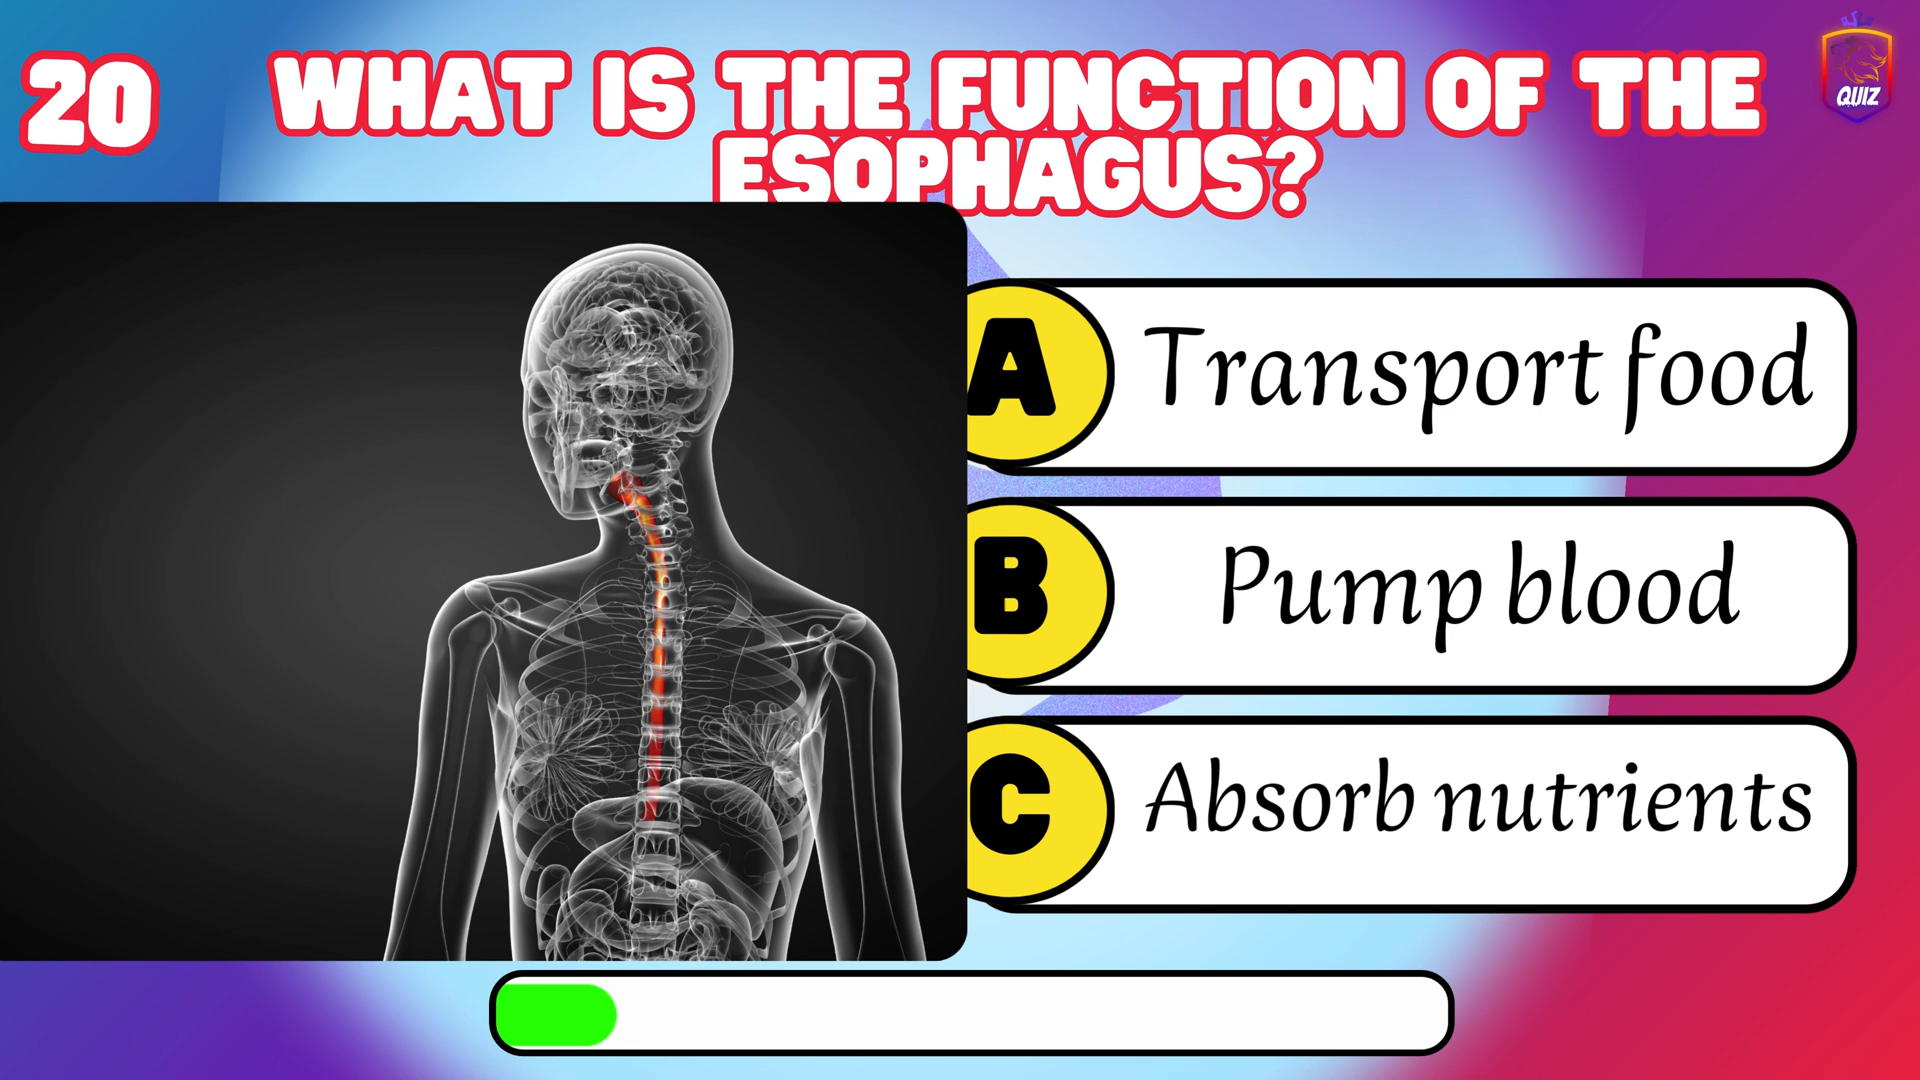 20
WHAT IS THE FUNCTION OF THE
ESOPHAGUS?
QUIZ
A Transport food
B Pump blood
C Absorb nutrients